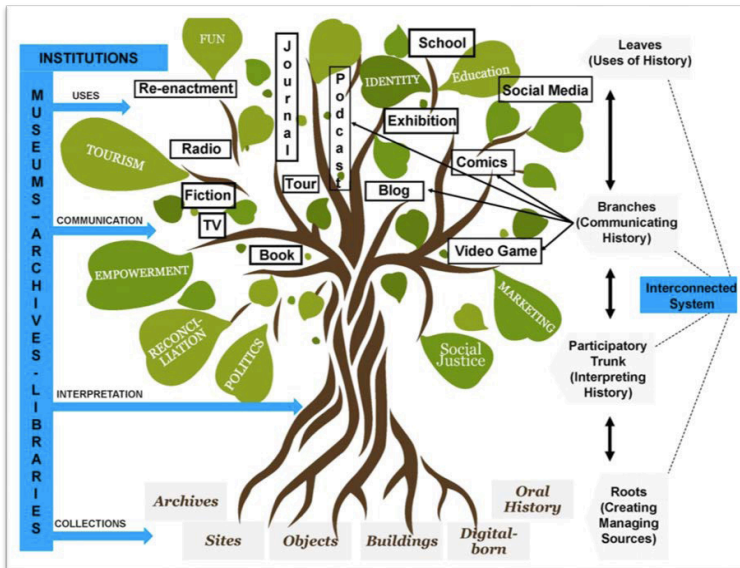 INSTITUTIONS
MUSEUMS–ARCHIVES-LIBRARIES
USES
COMMUNICATION
INTERPRETATION
COLLECTIONS
FUN
Re-enactment
Journal
Podcast
School
IDENTITY
Education
Social Media
Exhibition
Radio
TOURISM
Comics
Fiction
Tour
Blog
TV
Book
Video Game
EMPOWERMENT
MARKETING
RECONCI-
LIATION
POLITICS
Social
Justice
Archives
Sites
Objects
Buildings
Digital-
born
Oral
History
Leaves
(Uses of History)
Branches
(Communicating
History)
Interconnected
System
Participatory
Trunk
(Interpreting
History)
Roots
(Creating
Managing
Sources)